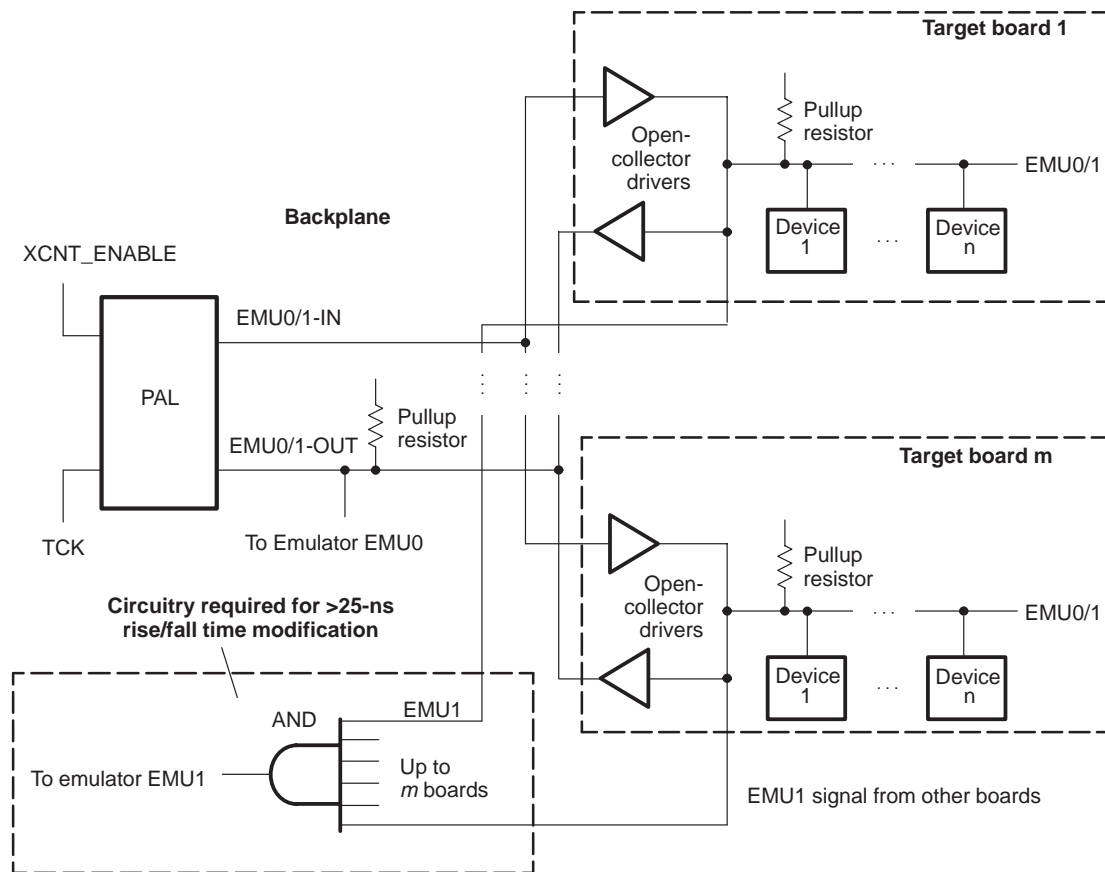 Target board 1
Pullup
resistor
Open-
collector
drivers
EMU0/1
Device
1
Device
n
Backplane
XCNT_ENABLE
EMU0/1-IN
PAL
Pullup
resistor
EMU0/1-OUT
TCK
To Emulator EMU0
Target board m
Pullup
resistor
Open-
collector
drivers
EMU0/1
Device
1
Device
n
Circuitry required for >25-ns
rise/fall time modification
EMU1
AND
To emulator EMU1
Up to
m boards
EMU1 signal from other boards